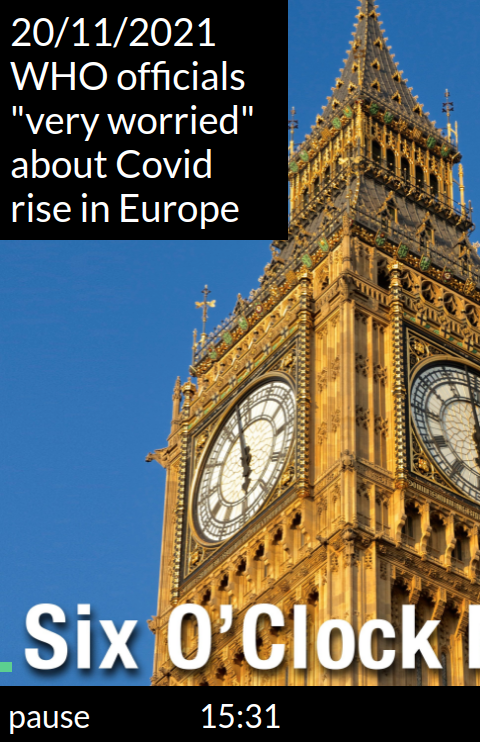 20/11/2021
WHO officials
"very worried"
about Covid
rise in Europe
Six O'Clock
pause 15:31